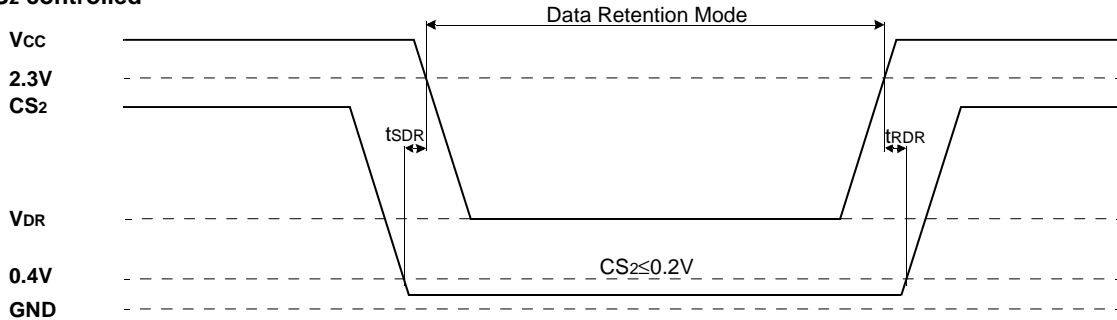 CS2 controlled
Data Retention Mode
VCC
2.3V
CS2
tSDR
tRDR
VDR
0.4V
CS2≤0.2V
GND